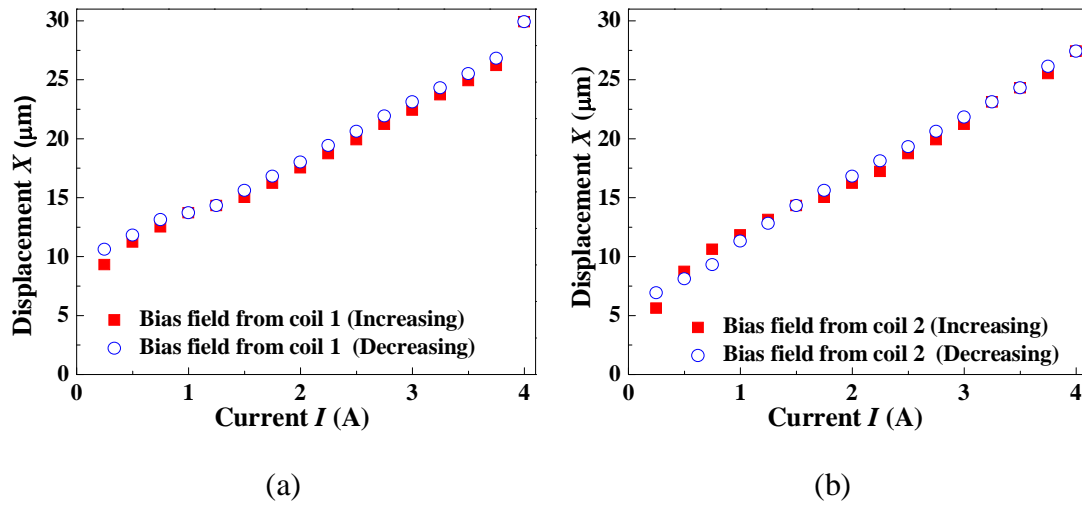 30
25
20
15
10
5
0
Displacement X (μm)
Bias field from coil 1 (Increasing)
Bias field from coil 1 (Decreasing)
0 1 2 3 4
Current I (A)
(a)
30
25
20
15
10
5
0
Displacement X (μm)
Bias field from coil 2 (Increasing)
Bias field from coil 2 (Decreasing)
0 1 2 3 4
Current I (A)
(b)